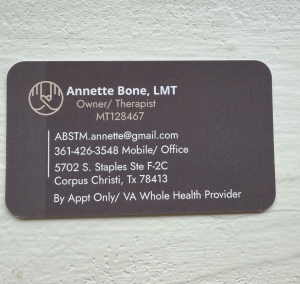 Annette Bone, LMT
Owner/ Therapist
MT128467
ABSTM.annette@gmail.com
361-426-3548 Mobile/ Office
5702 S. Staples Ste F-2C
Corpus Christi, Tx 78413
By Appt Only/ VA Whole Health Provider